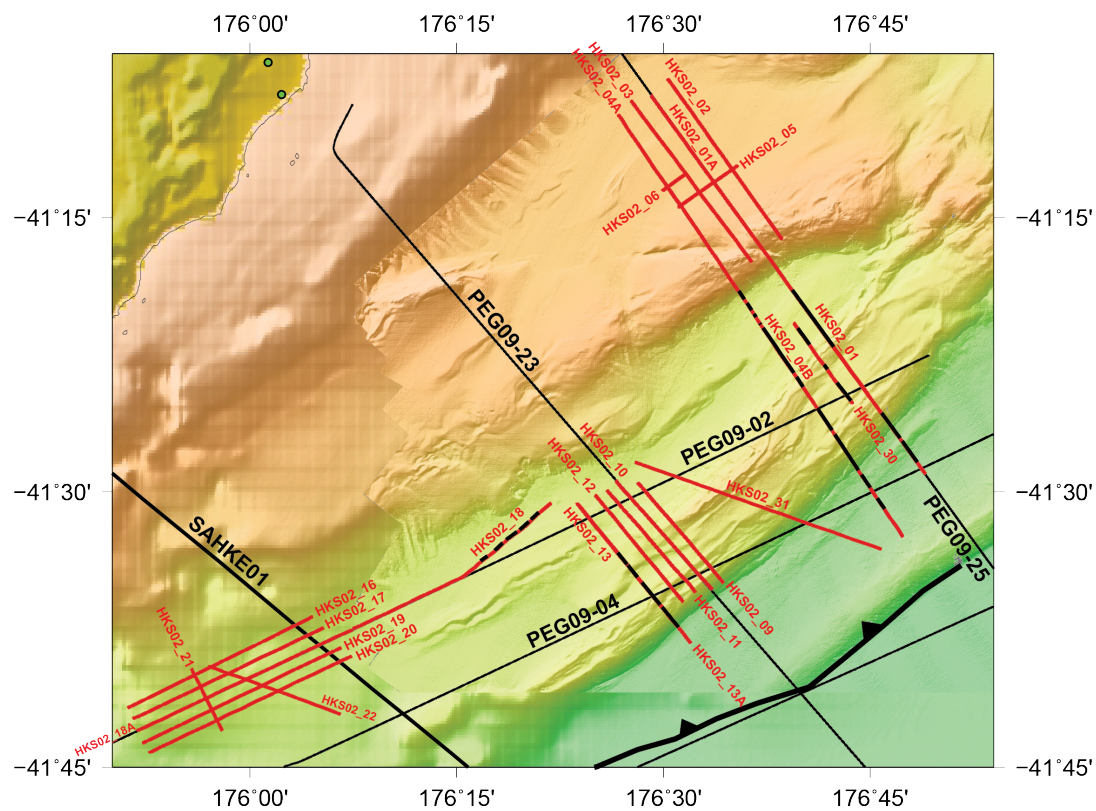 176°00'
176°15'
176°30'
176°45'
−41°15'
−41°15'
−41°30'
−41°30'
−41°45'
−41°45'
176°00'
176°15'
176°30'
176°45'
HKS02_03
HKS02_04A
HKS02_02
HKS02_01A
HKS02_05
HKS02_06
PEG09-23
HKS02_01
HKS02_04B
HKS02_30
PEG09-02
HKS02_10
HKS02_12
HKS02_31
HKS02_18
HKS02_13
PEG09-25
SAHKE01
PEG09-04
HKS02_16
HKS02_17
HKS02_19
HKS02_20
HKS02_21
HKS02_22
HKS02_18A
HKS02_09
HKS02_11
HKS02_13A